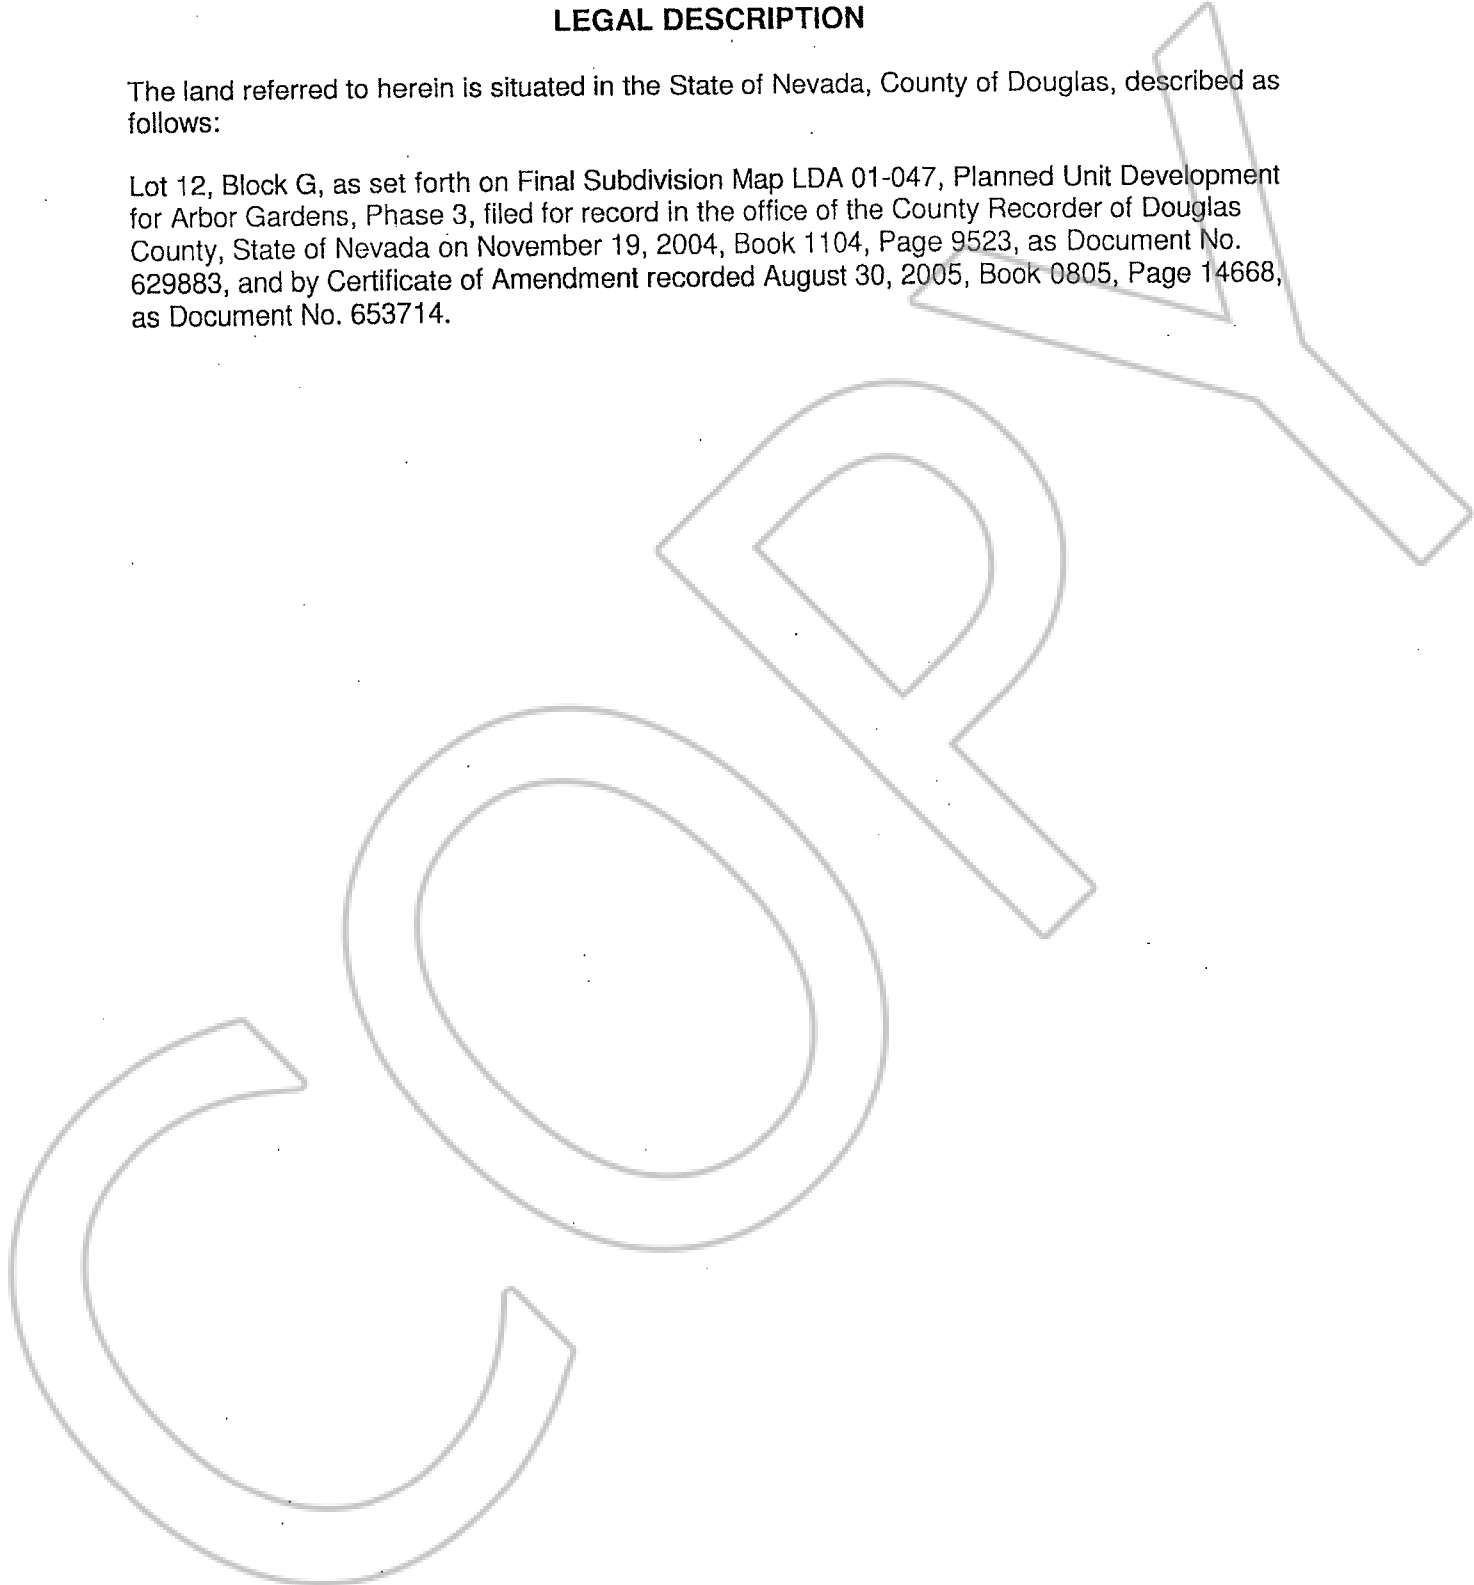 LEGAL DESCRIPTION
The land referred to herein is situated in the State of Nevada, County of Douglas, described as
follows:
Lot 12, Block G, as set forth on Final Subdivision Map LDA 01-047, Planned Unit Development
for Arbor Gardens, Phase 3, filed for record in the office of the County Recorder of Douglas
County, State of Nevada on November 19, 2004, Book 1104, Page 9523, as Document No.
629883, and by Certificate of Amendment recorded August 30, 2005, Book 0805, Page 14668,
as Document No. 653714.
COPY